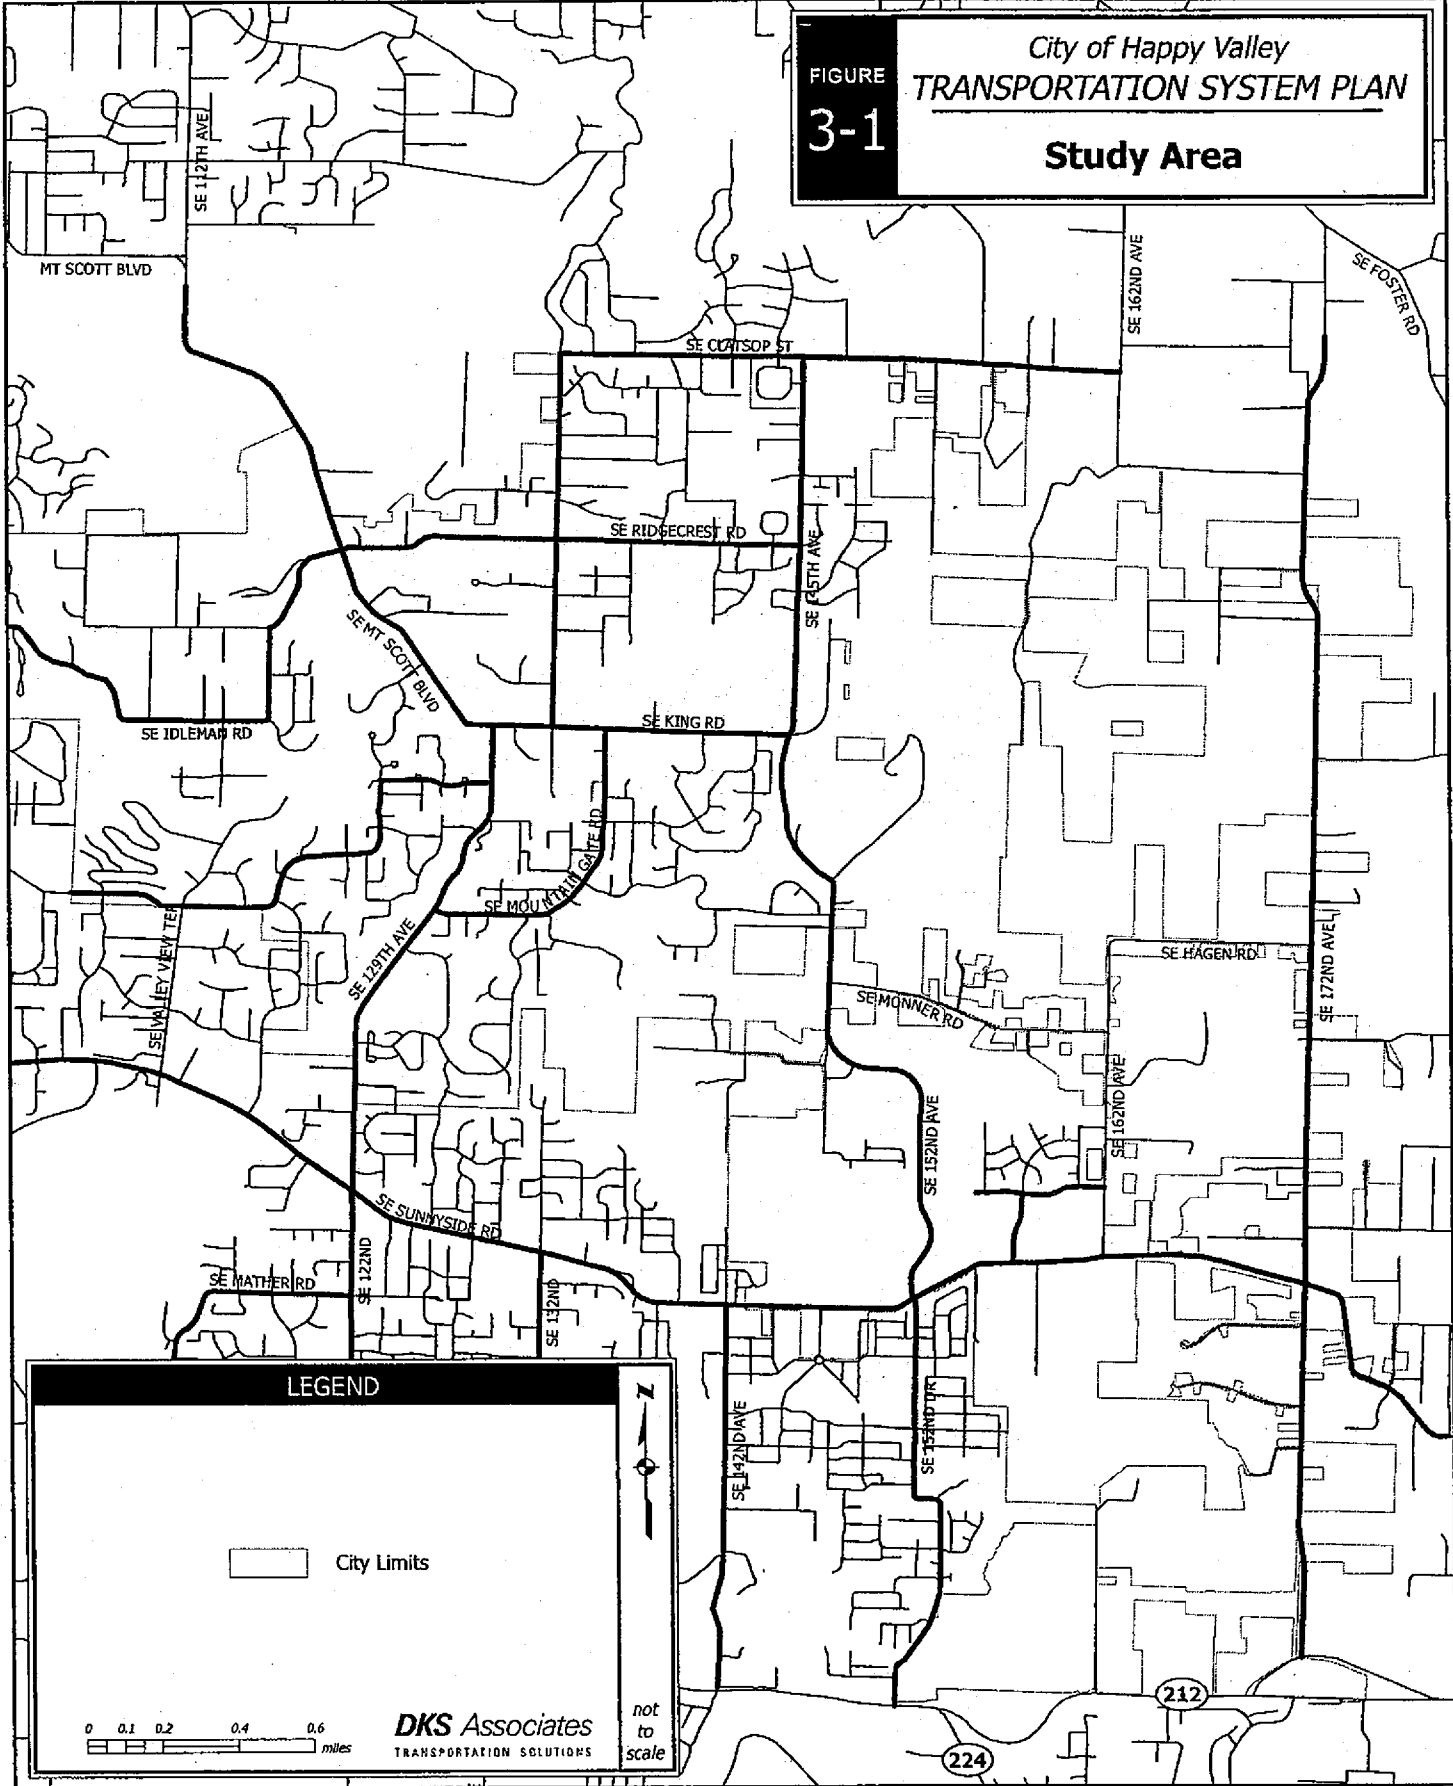 FIGURE
3-1
City of Happy Valley
TRANSPORTATION SYSTEM PLAN
Study Area
SE 112TH AVE
MT SCOTT BLVD
SE 162ND AVE
SE FOSTER RD
SE CLATSOP ST
SE RIDGECREST RD
SE 145TH AVE
SE MT SCOTT BLVD
SE KING RD
SE IDLEMAN RD
SE MOUNTAIN GATE RD
SE 129TH AVE
SE VALLEY VIEW TER
SE HAGEN RD
SE 172ND AVE
SE MONNER RD
SE 162ND AVE
SE 152ND AVE
SE SUNNYSIDE RD
SE 122ND
SE MATHER RD
SE 132ND
SE 142ND AVE
SE 152ND DR
212
224
LEGEND
City Limits
0 0.1 0.2 0.4 0.6
miles
DKS Associates
TRANSPORTATION SOLUTIONS
N
not
to
scale